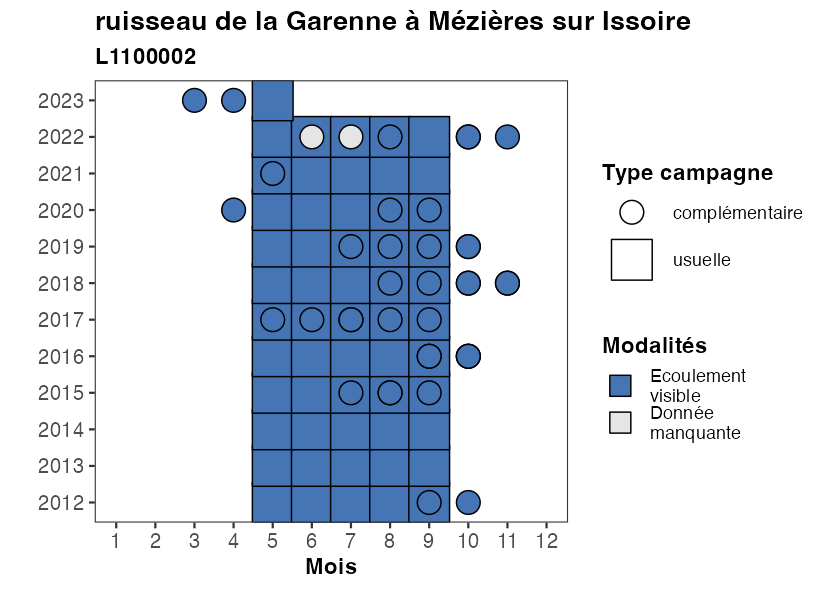 ruisseau de la Garenne à Mézières sur Issoire
L1100002
2023
2022
2021
2020
2019
2018
2017
2016
2015
2014
2013
2012
1 2 3 4 5 6 7 8 9 10 11 12
Mois
Type campagne
complémentaire
usuelle
Modalités
Ecoulement
visible
Donnée
manquante